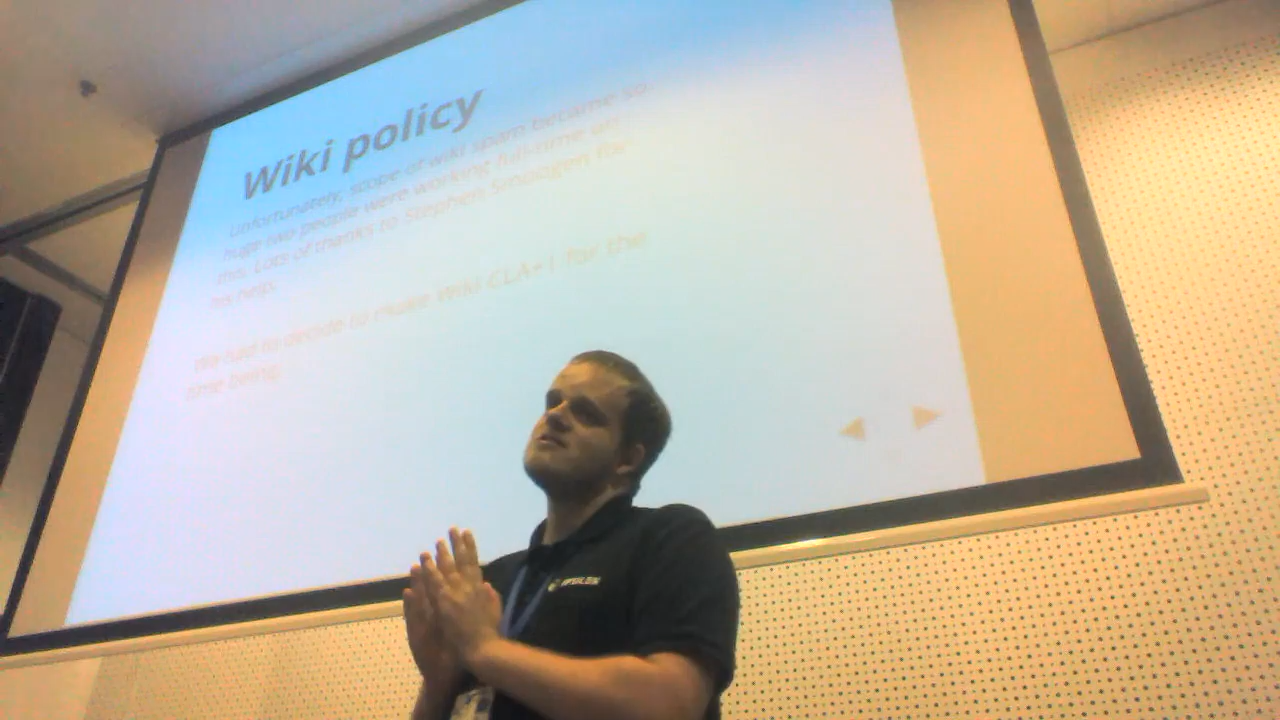 Wiki policy
Unfortunately, scope of wiki spam became so
huge two people were working full-time on
this. Lots of thanks to Stephen Smoogen for
his help.
We had to decide to make Wiki CLA+1 for the
time being.